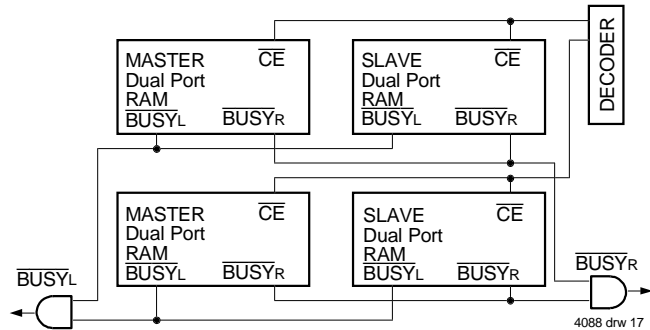 MASTER
Dual Port
RAM
CE
BUSYL
BUSYR
SLAVE
Dual Port
RAM
CE
BUSYL
BUSYR
DECODER
MASTER
Dual Port
RAM
CE
BUSYL
BUSYR
SLAVE
Dual Port
RAM
CE
BUSYL
BUSYR
BUSYL
BUSYR
4088 drw 17